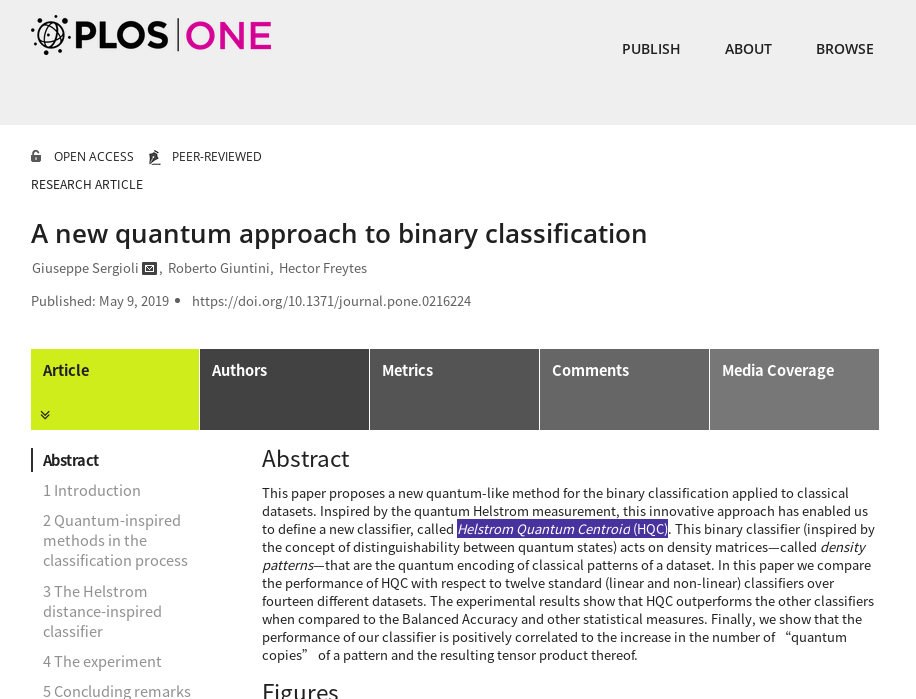 PLOS | ONE
PUBLISH ABOUT BROWSE
OPEN ACCESS PEER-REVIEWED
RESEARCH ARTICLE
A new quantum approach to binary classification
Giuseppe Sergioli , Roberto Giuntini, Hector Freytes
Published: May 9, 2019 • https://doi.org/10.1371/journal.pone.0216224
Article Authors Metrics Comments Media Coverage
Abstract
1 Introduction
2 Quantum-inspired
methods in the
classification process
3 The Helstrom
distance-inspired
classifier
4 The experiment
5 Concluding remarks
Abstract
This paper proposes a new quantum-like method for the binary classification applied to classical
datasets. Inspired by the quantum Helstrom measurement, this innovative approach has enabled us
to define a new classifier, called Helstrom Quantum Centroid (HQC). This binary classifier (inspired by
the concept of distinguishability between quantum states) acts on density matrices—called density
patterns—that are the quantum encoding of classical patterns of a dataset. In this paper we compare
the performance of HQC with respect to twelve standard (linear and non-linear) classifiers over
fourteen different datasets. The experimental results show that HQC outperforms the other classifiers
when compared to the Balanced Accuracy and other statistical measures. Finally, we show that the
performance of our classifier is positively correlated to the increase in the number of “quantum
copies” of a pattern and the resulting tensor product thereof.
Figures